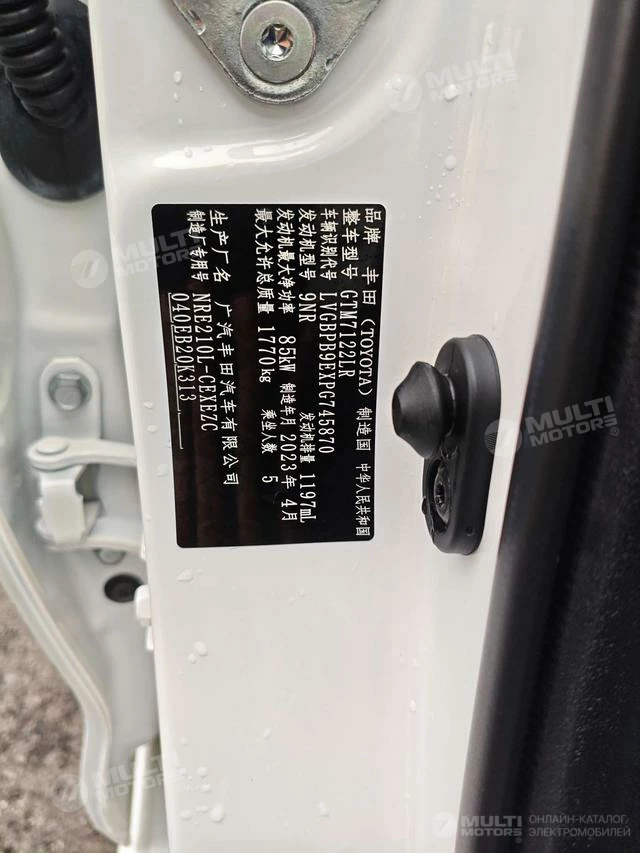 品牌 丰田 (TOYOTA) 制造国 中华人民共和国
整车型号 GTM7122LR
车辆识别代号 LVGBPB9EXPG745870
发动机型号 9NR 发动机排量 1197mL
发动机最大净功率 85kW 制造年月 2023年 4月
最大允许总质量 1770kg 乘坐人数 5
生产厂名 广汽丰田汽车有限公司
制造厂专用号 NRE210L-CEXEZC
040EB20K313
MULTI MOTORS®
MULTI MOTORS®
MULTI MOTORS®
MULTI MOTORS®
MULTI MOTORS®
ОНЛАЙН-КАТАЛОГ
ЭЛЕКТРОМОБИЛЕЙ